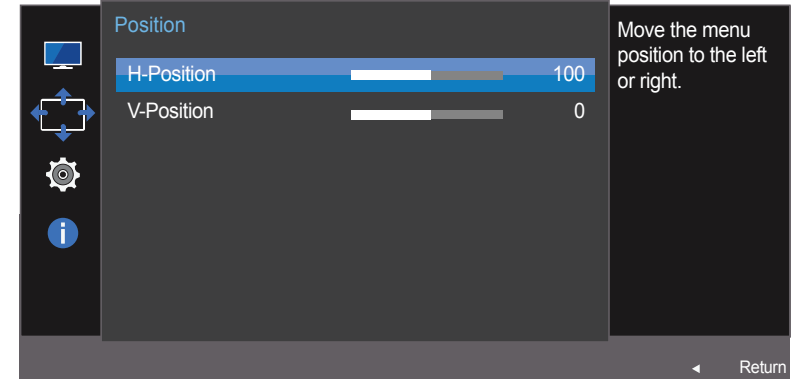 Position
H-Position 100
V-Position 0
Move the menu
position to the left
or right.
i
Return